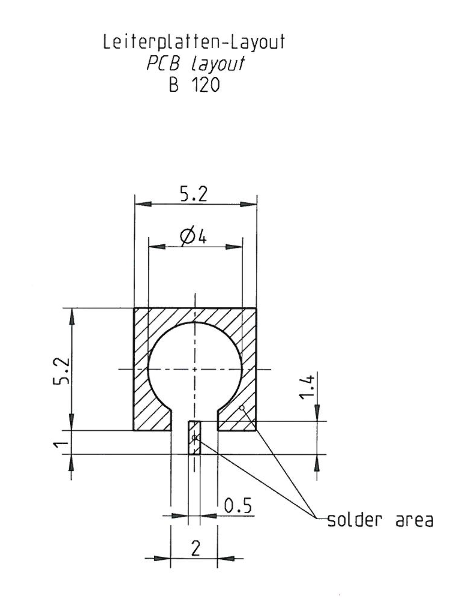 Leiterplatten-Layout
PCB layout
B 120
5.2
Ø4
5.2
1.4
1
0.5
solder area
2